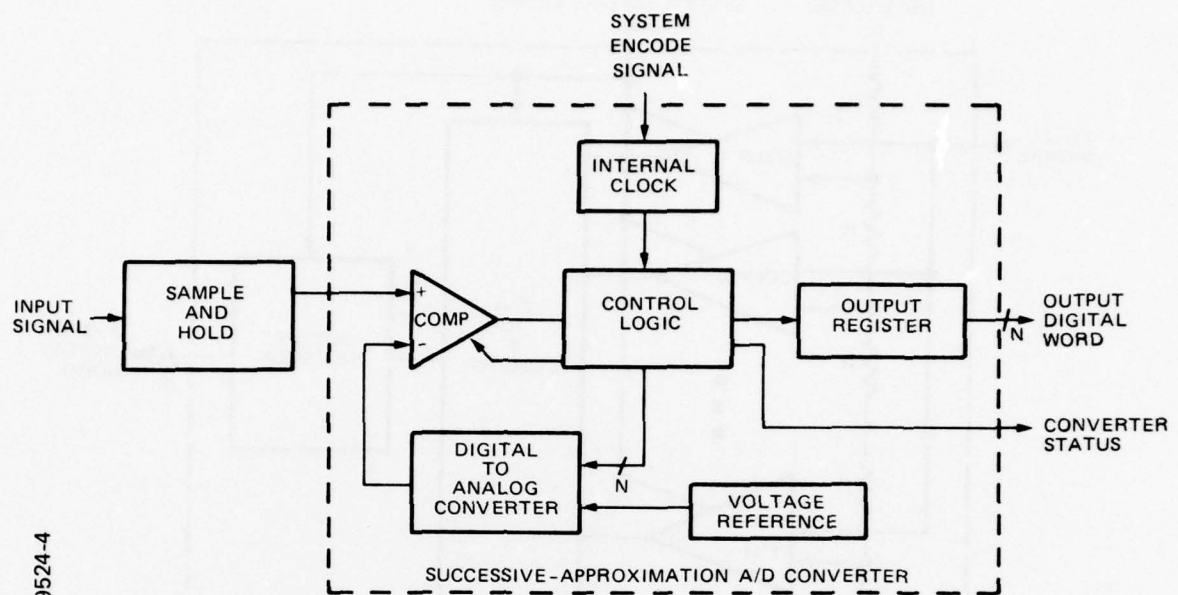 SYSTEM
ENCODE
SIGNAL
INTERNAL
CLOCK
INPUT
SIGNAL
SAMPLE
AND
HOLD
+
COMP
-
CONTROL
LOGIC
OUTPUT
REGISTER
N
OUTPUT
DIGITAL
WORD
CONVERTER
STATUS
DIGITAL
TO
ANALOG
CONVERTER
N
VOLTAGE
REFERENCE
SUCCESSIVE-APPROXIMATION A/D CONVERTER
9524-4